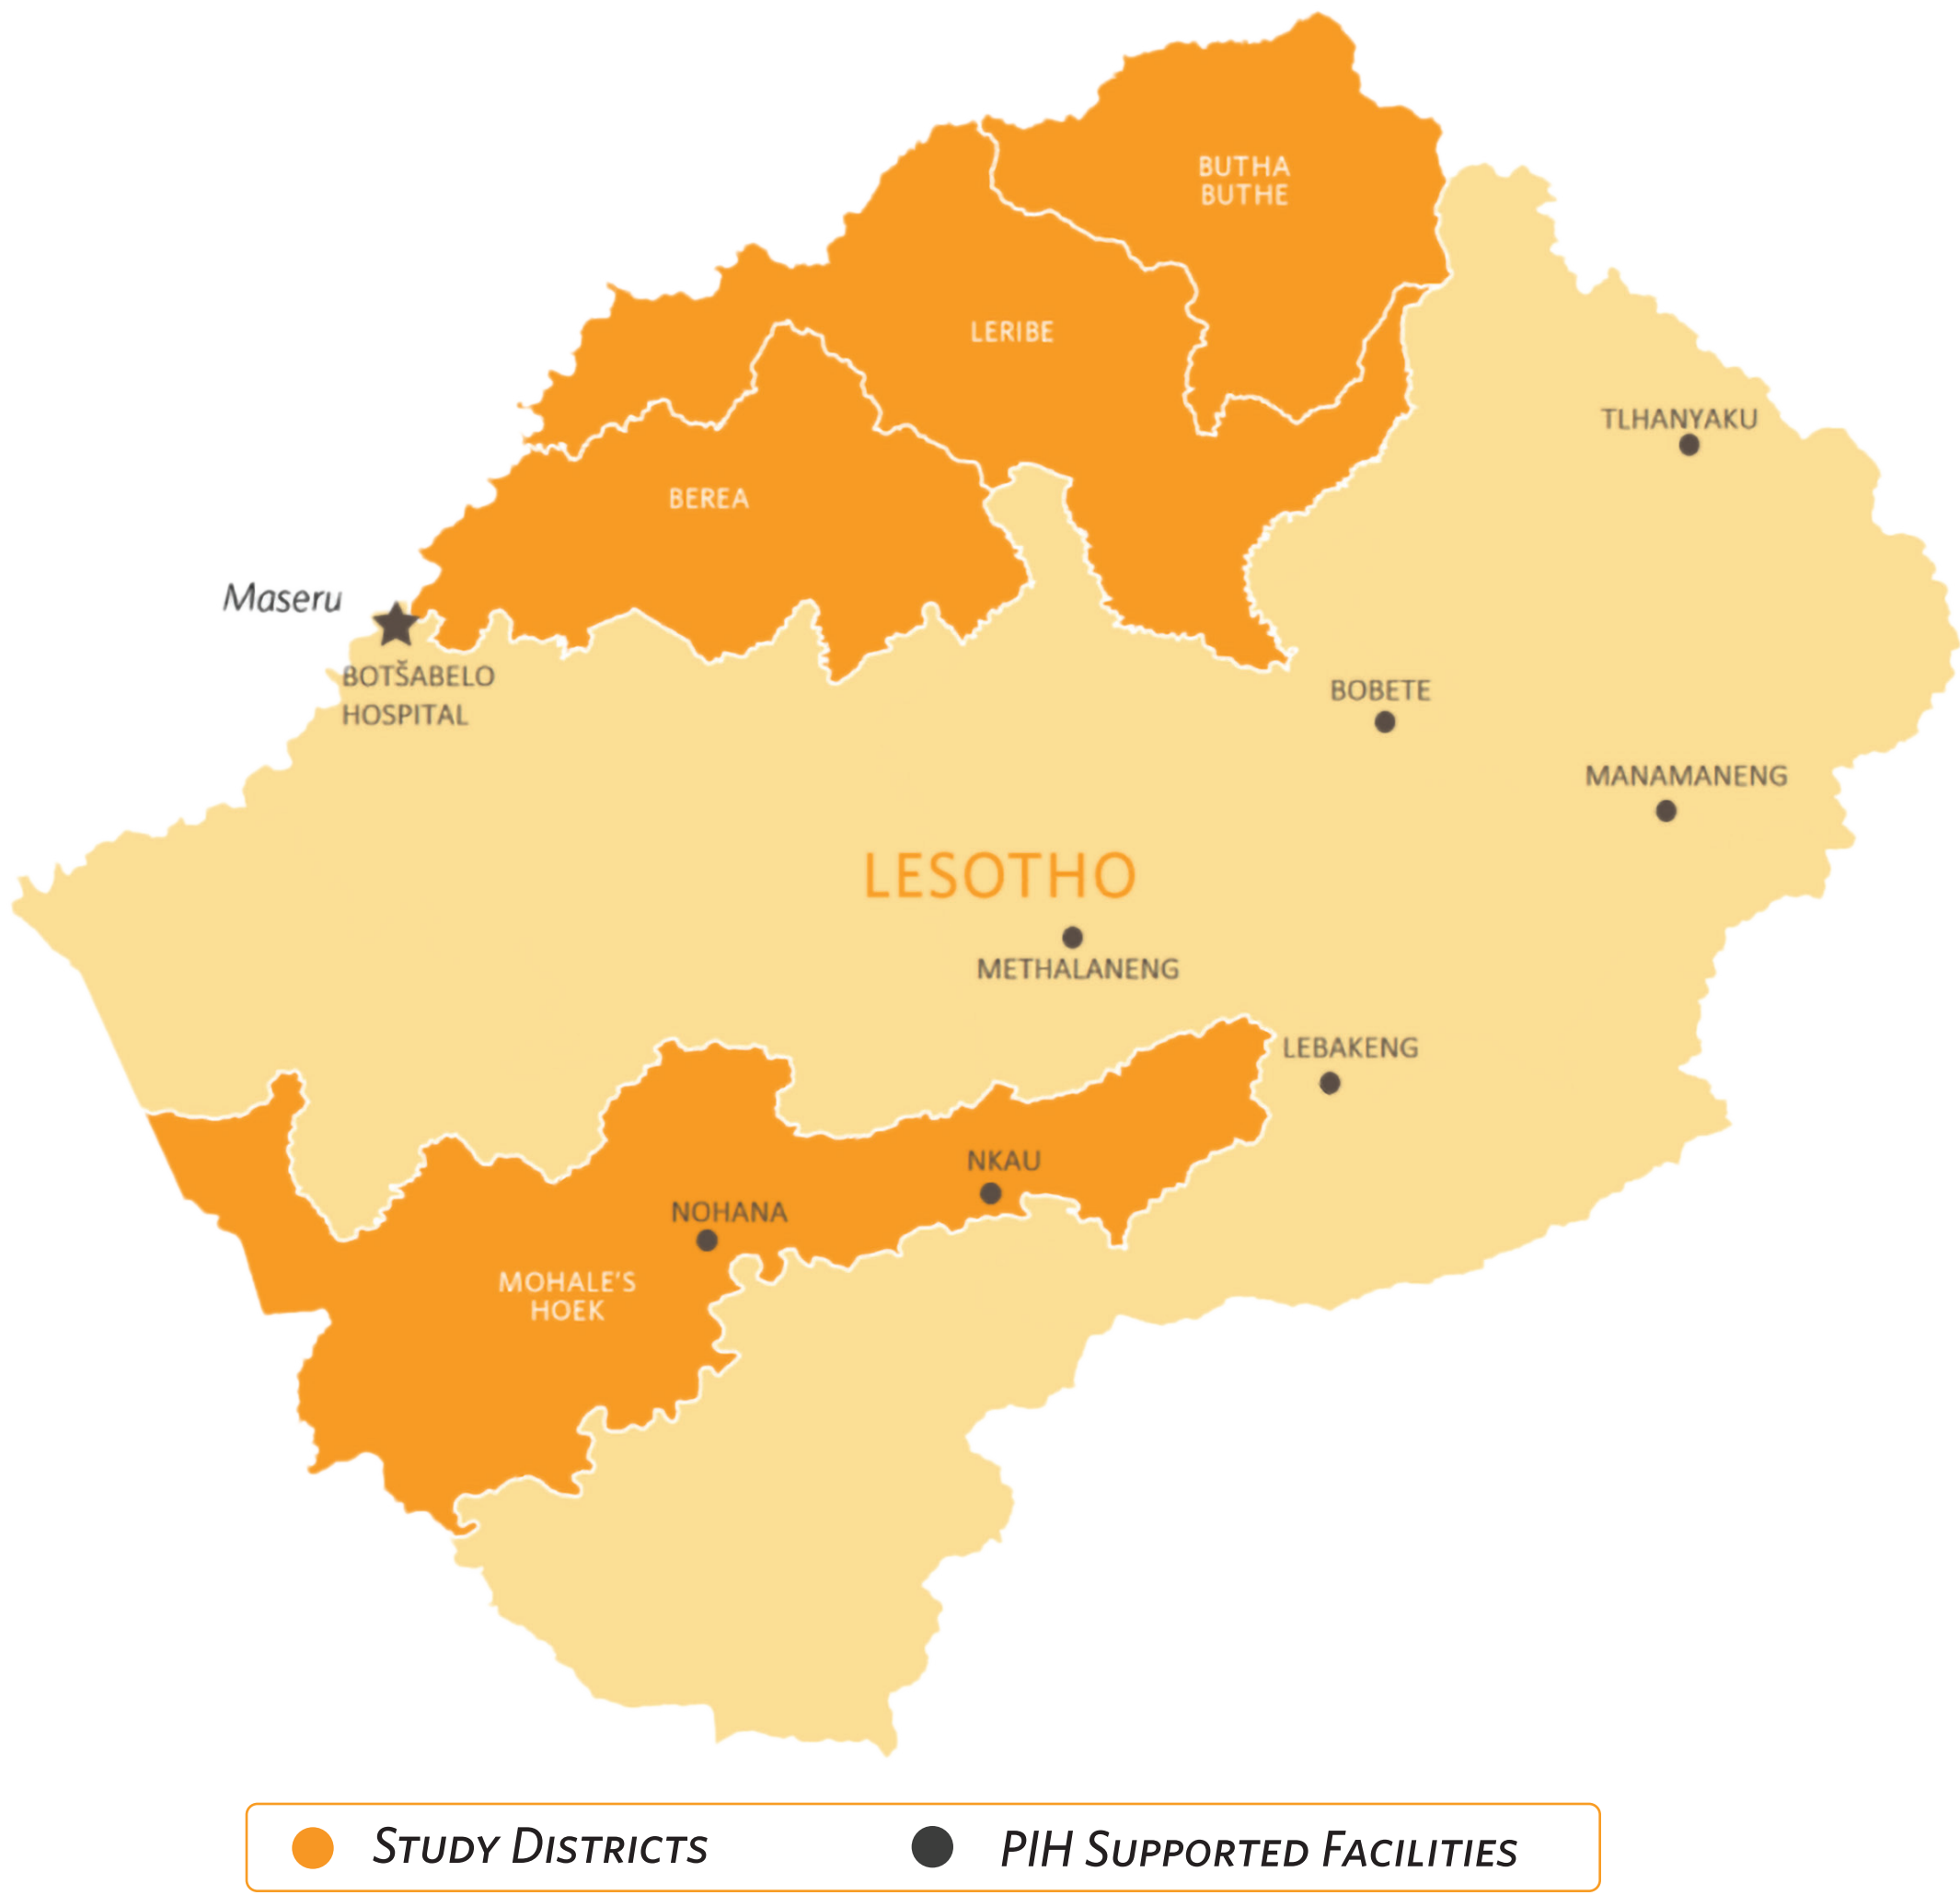 BUTHA
BUTHE
LERIBE
TLHANYAKU
BEREA
Maseru
BOTŠABELO
HOSPITAL
BOBETE
MANAMANENG
LESOTHO
METHALANENG
LEBAKENG
NKAU
NOHANA
MOHALE'S
HOEK
STUDY DISTRICTS
PIH SUPPORTED FACILITIES